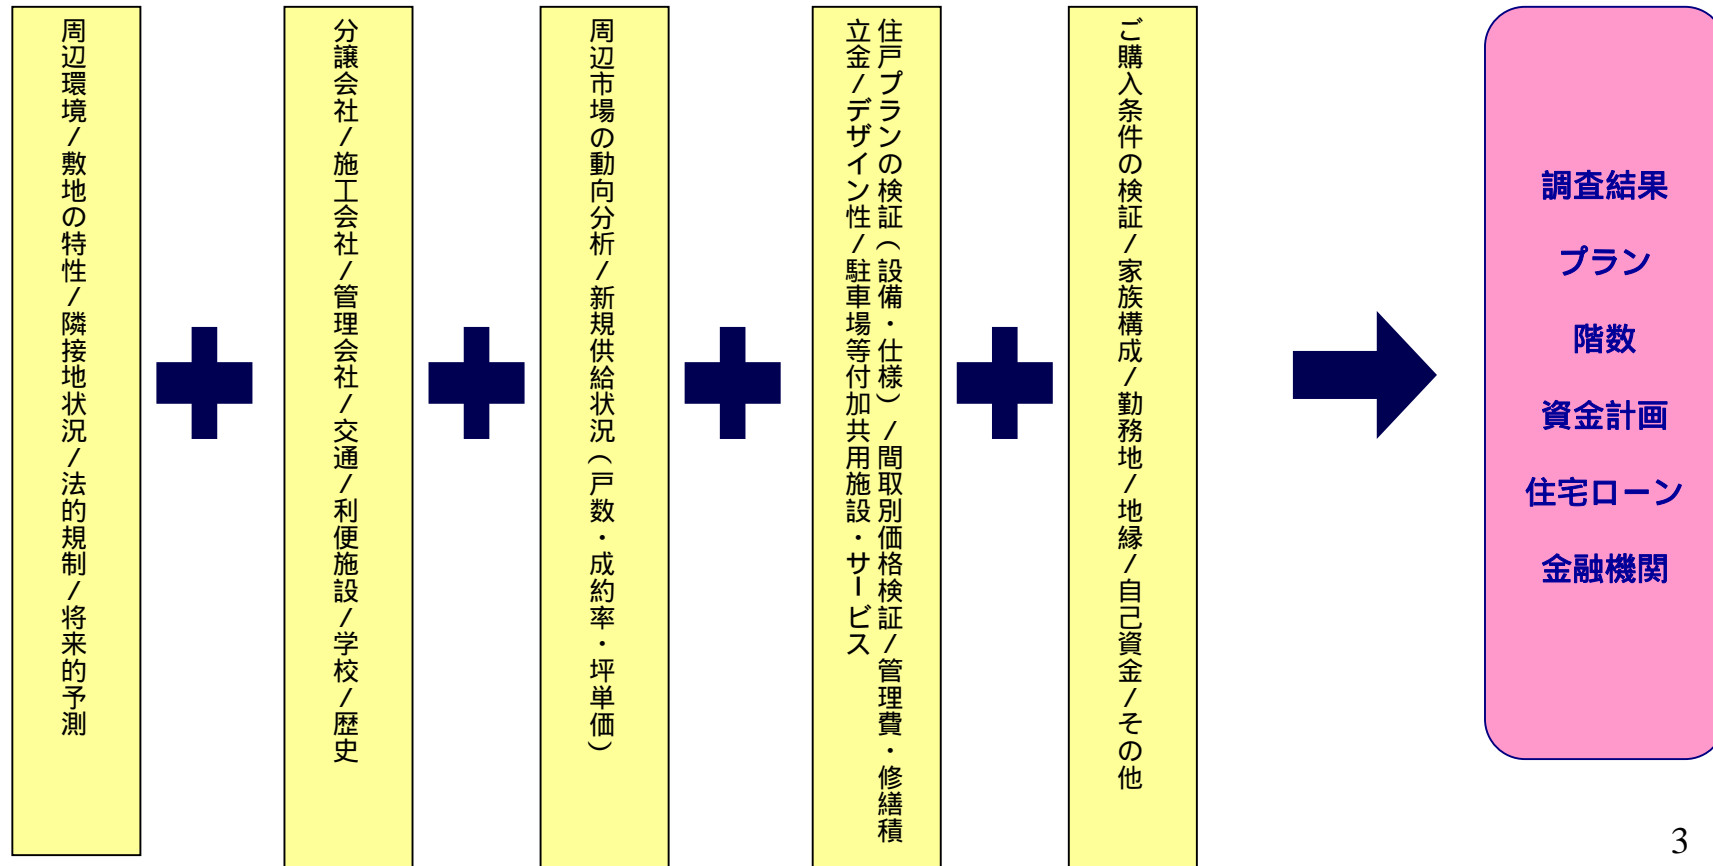 周辺環境/敷地の特性/隣接地状況/法的規制/将来的予測
分譲会社/施工会社/管理会社/交通/利便施設/学校/歴史
周辺市場の動向分析/新規供給状況(戸数・成約率・坪単価)
住戸プランの検証(設備・仕様)/間取別価格検証/管理費・修繕積
立金/デザイン性/駐車場等付加共用施設・サービス
ご購入条件の検証/家族構成/勤務地/地縁/自己資金/その他
調査結果
プラン
階数
資金計画
住宅ローン
金融機関
3